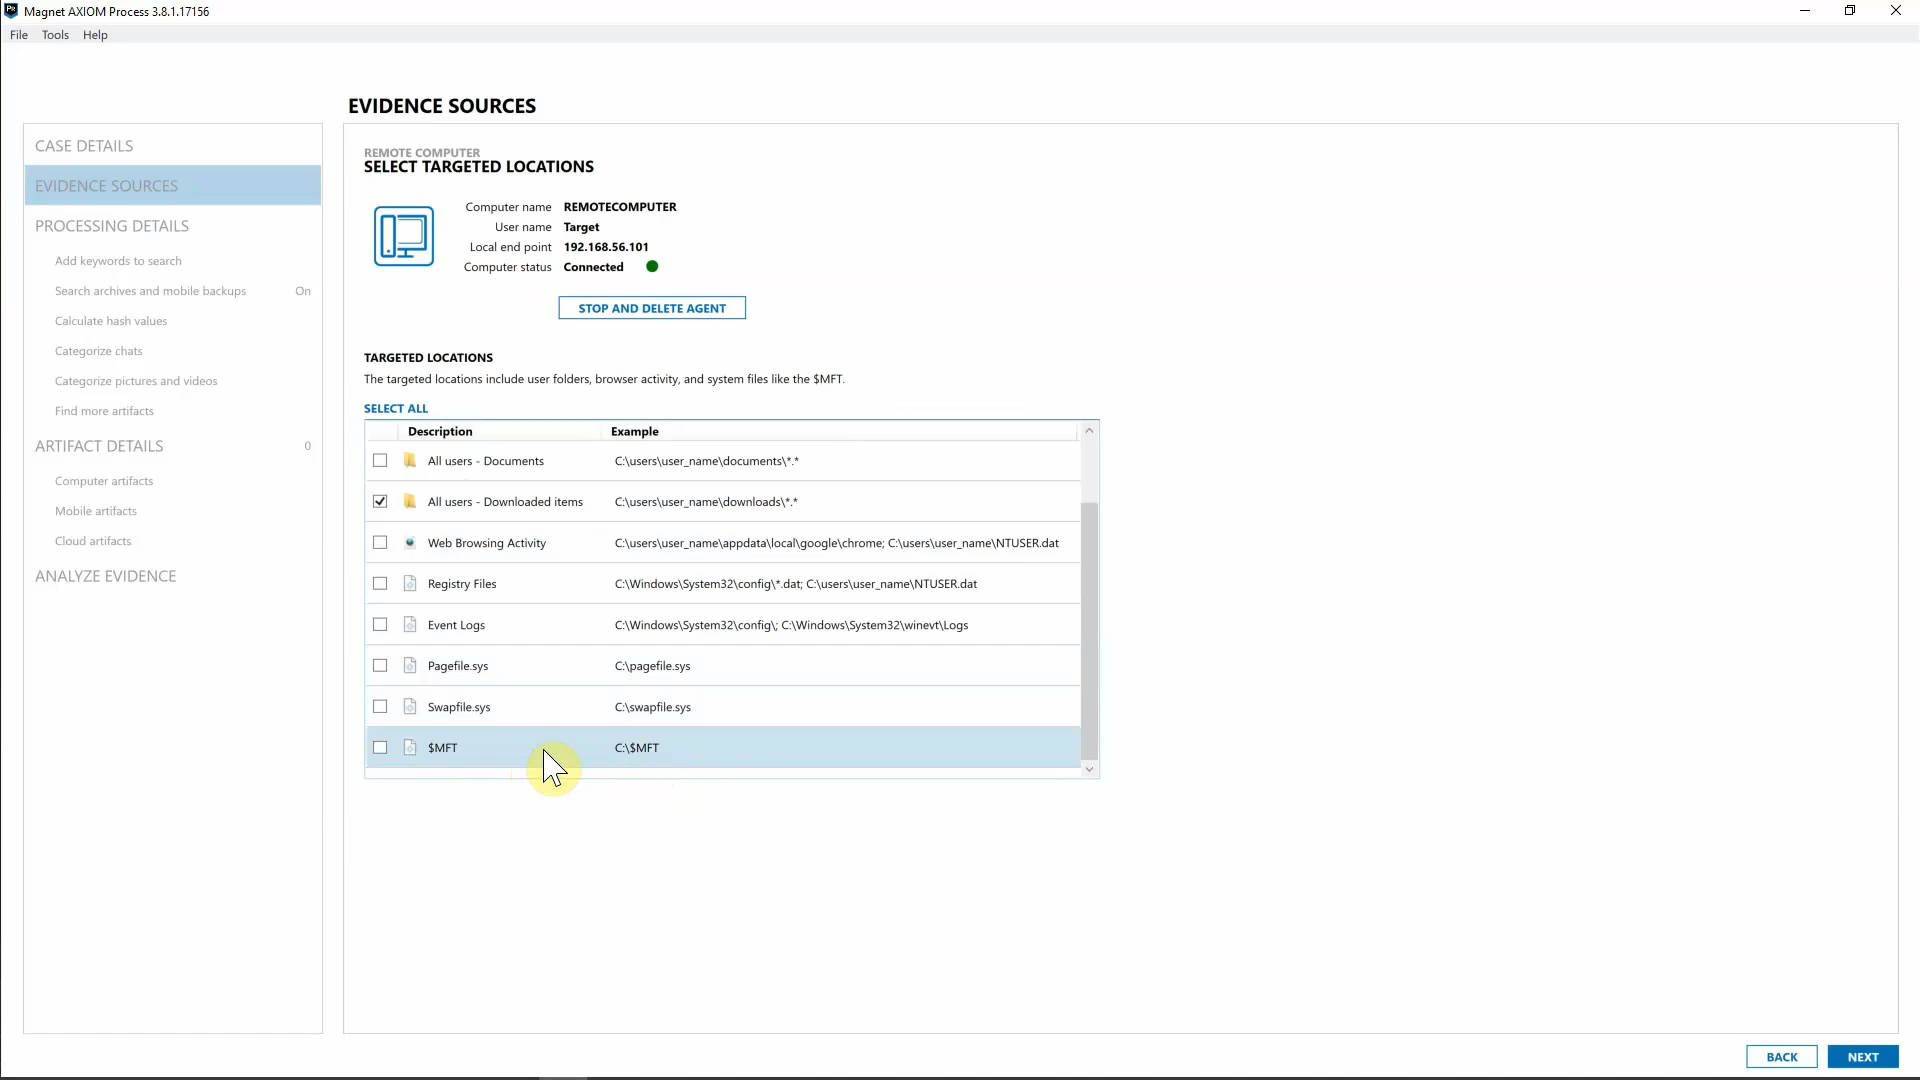 Magnet AXIOM Process 3.8.1.17156
File Tools Help
EVIDENCE SOURCES
CASE DETAILS
EVIDENCE SOURCES
PROCESSING DETAILS
Add keywords to search
Search archives and mobile backups On
Calculate hash values
Categorize chats
Categorize pictures and videos
Find more artifacts
ARTIFACT DETAILS 0
Computer artifacts
Mobile artifacts
Cloud artifacts
ANALYZE EVIDENCE
REMOTE COMPUTER
SELECT TARGETED LOCATIONS
Computer name REMOTECOMPUTER
User name Target
Local end point 192.168.56.101
Computer status Connected
STOP AND DELETE AGENT
TARGETED LOCATIONS
The targeted locations include user folders, browser activity, and system files like the $MFT.
SELECT ALL
Description Example
All users - Documents C:\users\user_name\documents\*.*
All users - Downloaded items C:\users\user_name\downloads\*.*
Web Browsing Activity C:\users\user_name\appdata\local\google\chrome; C:\users\user_name\NTUSER.dat
Registry Files C:\Windows\System32\config\*.dat; C:\users\user_name\NTUSER.dat
Event Logs C:\Windows\System32\config\; C:\Windows\System32\winevt\Logs
Pagefile.sys C:\pagefile.sys
Swapfile.sys C:\swapfile.sys
$MFT C:\$MFT
BACK NEXT